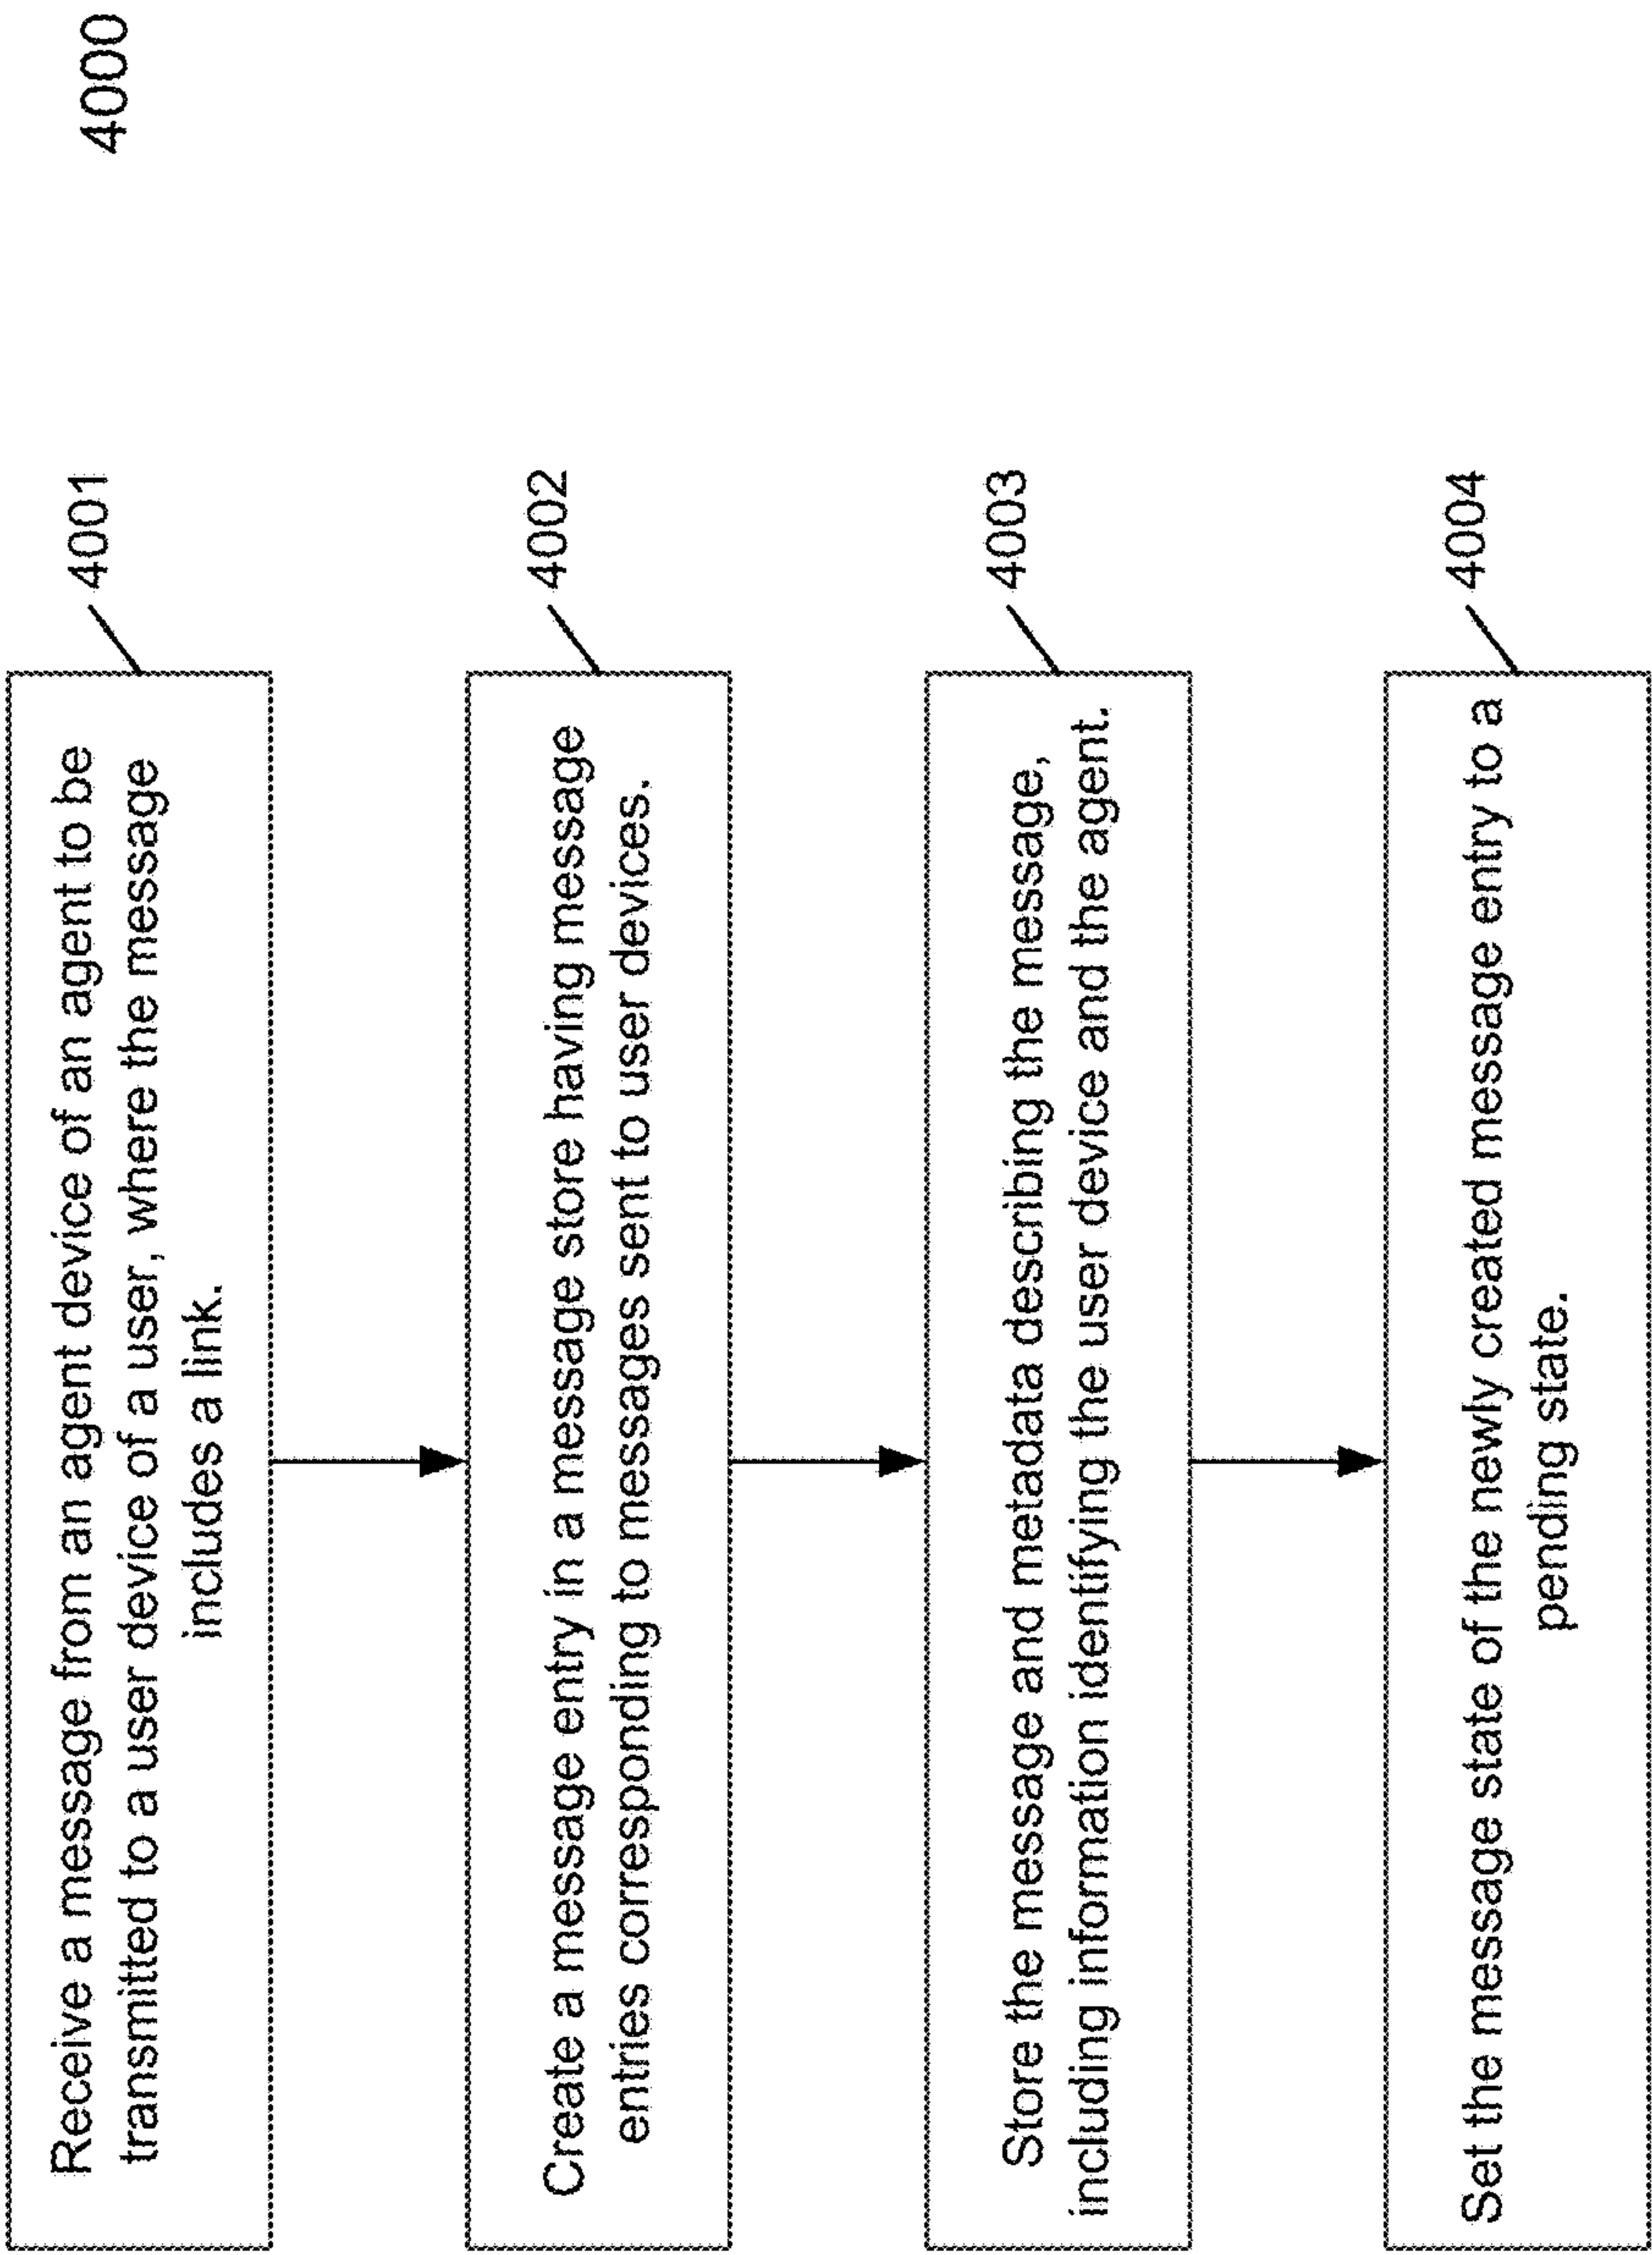 4000
4001
Receive a message from an agent device of an agent to be
transmitted to a user device of a user, where the message
includes a link.
4002
Create a message entry in a message store having message
entries corresponding to messages sent to user devices.
4003
Store the message and metadata describing the message,
including information identifying the user device and the agent.
4004
Set the message state of the newly created message entry to a
pending state.